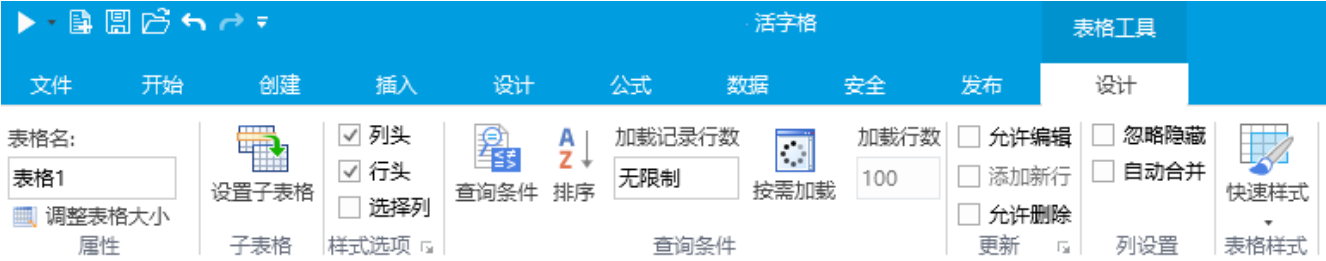 活字格
表格工具
文件 开始 创建 插入 设计 公式 数据 安全 发布 设计
表格名:
表格1
调整表格大小
属性
设置子表格
子表格
列头
行头
选择列
样式选项
查询条件
A
Z
排序
加载记录行数
无限制
按需加载
加载行数
100
查询条件
允许编辑
添加新行
允许删除
更新
忽略隐藏
自动合并
列设置
快速样式
表格样式